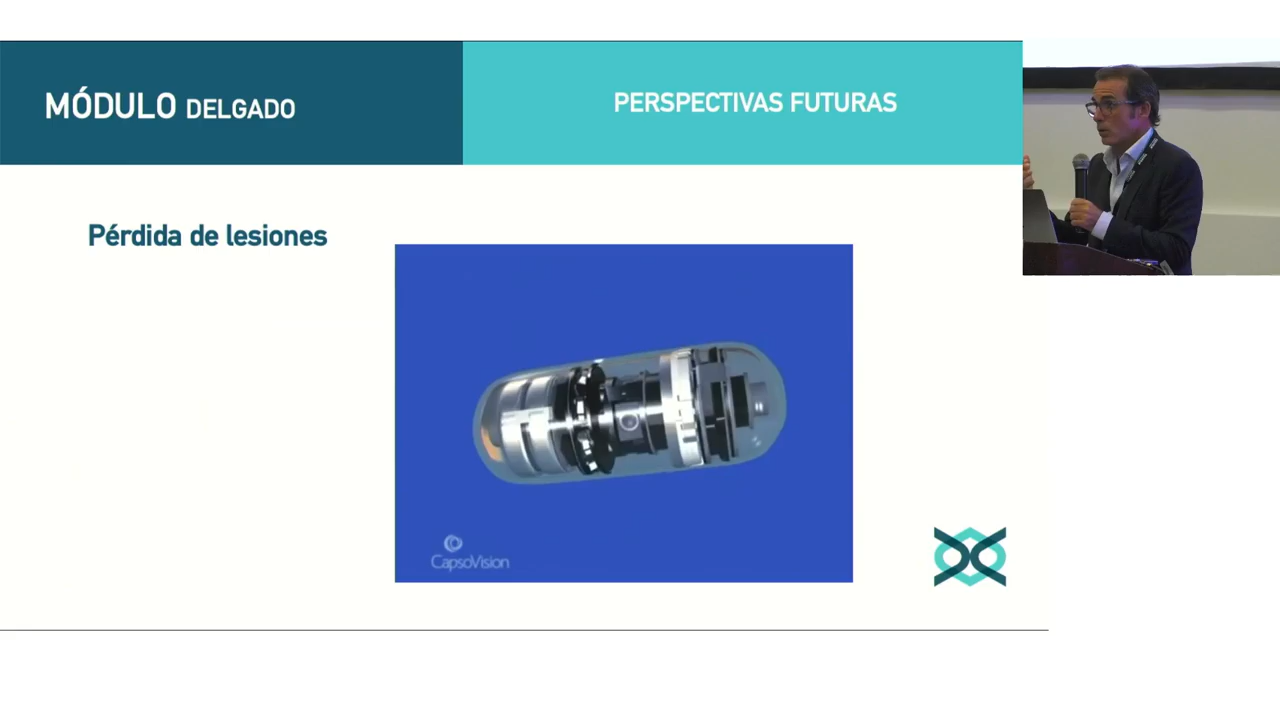 MÓDULO DELGADO
PERSPECTIVAS FUTURAS
Pérdida de lesiones
CapsoVision